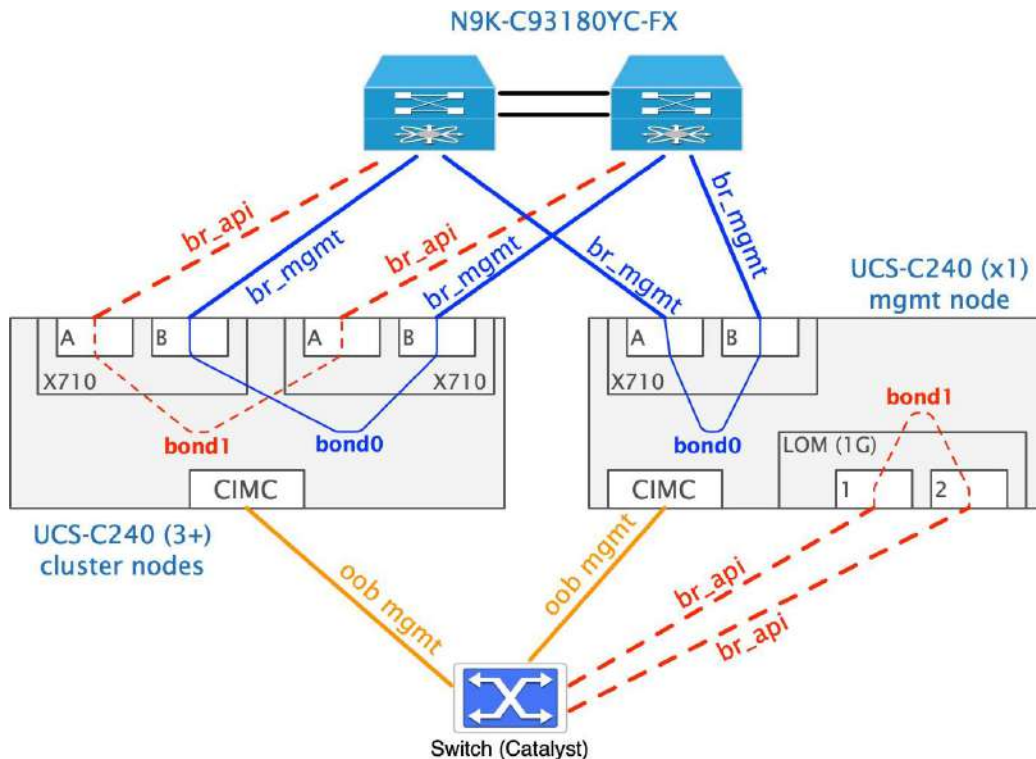 N9K-C93180YC-FX
br_api
br_mgmt
br_api
br_mgmt
br_mgmt
br_mgmt
UCS-C240 (x1)
mgmt node
A
B
A
B
X710
X710
bond1
bond0
CIMC
A
B
X710
bond0
bond1
LOM (1G)
1
2
CIMC
UCS-C240 (3+)
cluster nodes
oob mgmt
oob mgmt
br_api
br_api
Switch (Catalyst)